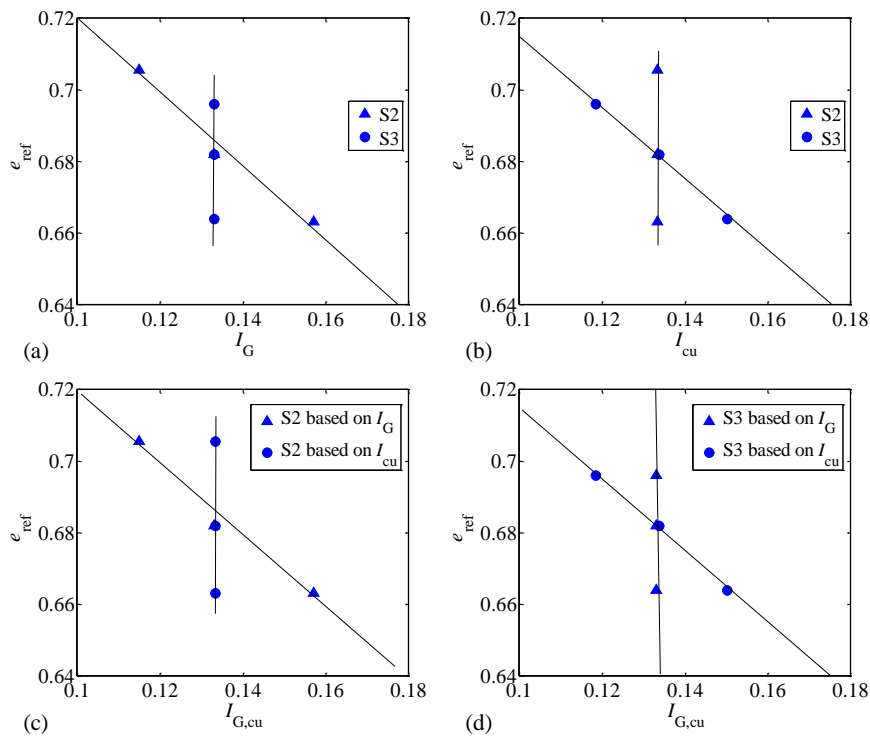 0.72
0.7
0.68
0.66
0.64
e_ref
0.1 0.12 0.14 0.16 0.18
I_G
(a)
S2
S3
0.72
0.7
0.68
0.66
0.64
e_ref
0.1 0.12 0.14 0.16 0.18
I_cu
(b)
S2
S3
0.72
0.7
0.68
0.66
0.64
e_ref
0.1 0.12 0.14 0.16 0.18
I_G,cu
(c)
S2 based on I_G
S2 based on I_cu
0.72
0.7
0.68
0.66
0.64
e_ref
0.1 0.12 0.14 0.16 0.18
I_G,cu
(d)
S3 based on I_G
S3 based on I_cu